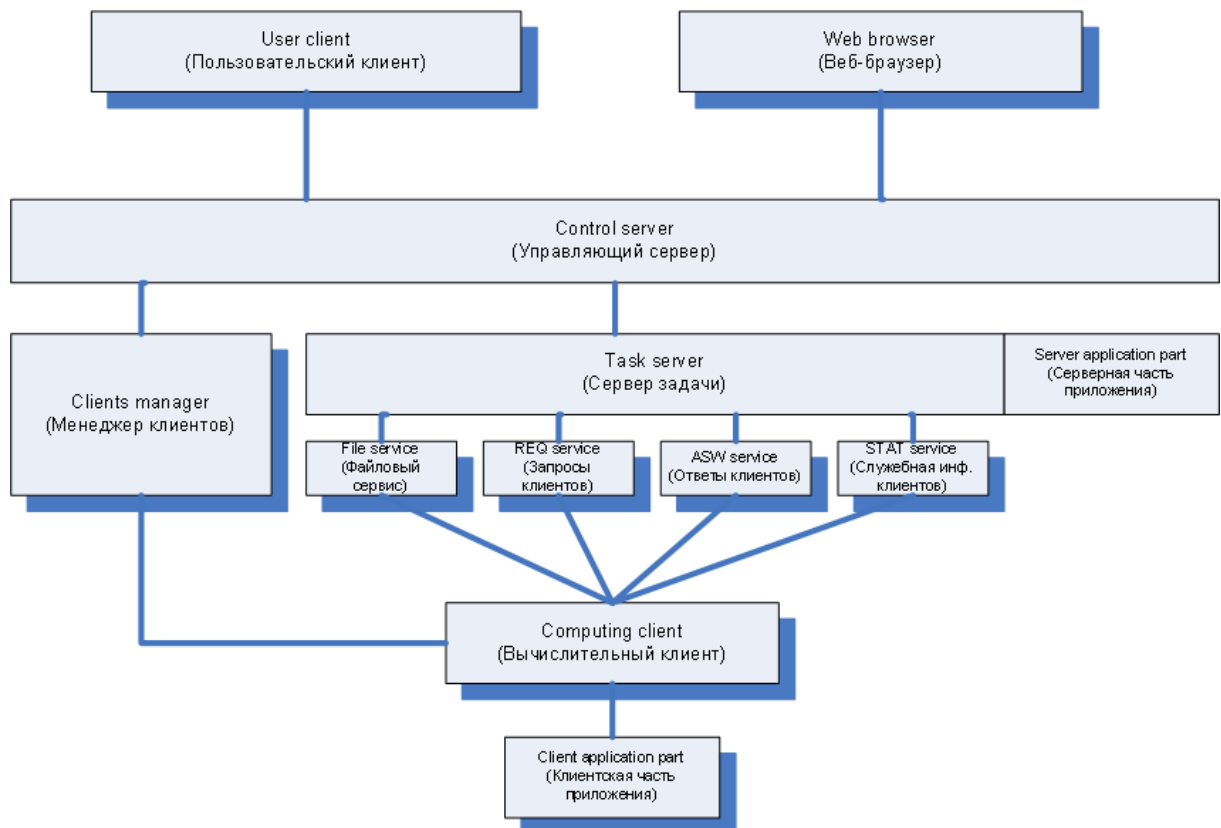 User client
(Пользовательский клиент)
Web browser
(Веб-браузер)
Control server
(Управляющий сервер)
Clients manager
(Менеджер клиентов)
Task server
(Сервер задачи)
Server application part
(Серверная часть
приложения)
File service
(Файловый
сервис)
REQ service
(Запросы
клиентов)
ASW service
(Ответы клиентов)
STAT service
(Служебная инф.
клиентов)
Computing client
(Вычислительный клиент)
Client application part
(Клиентская часть
приложения)